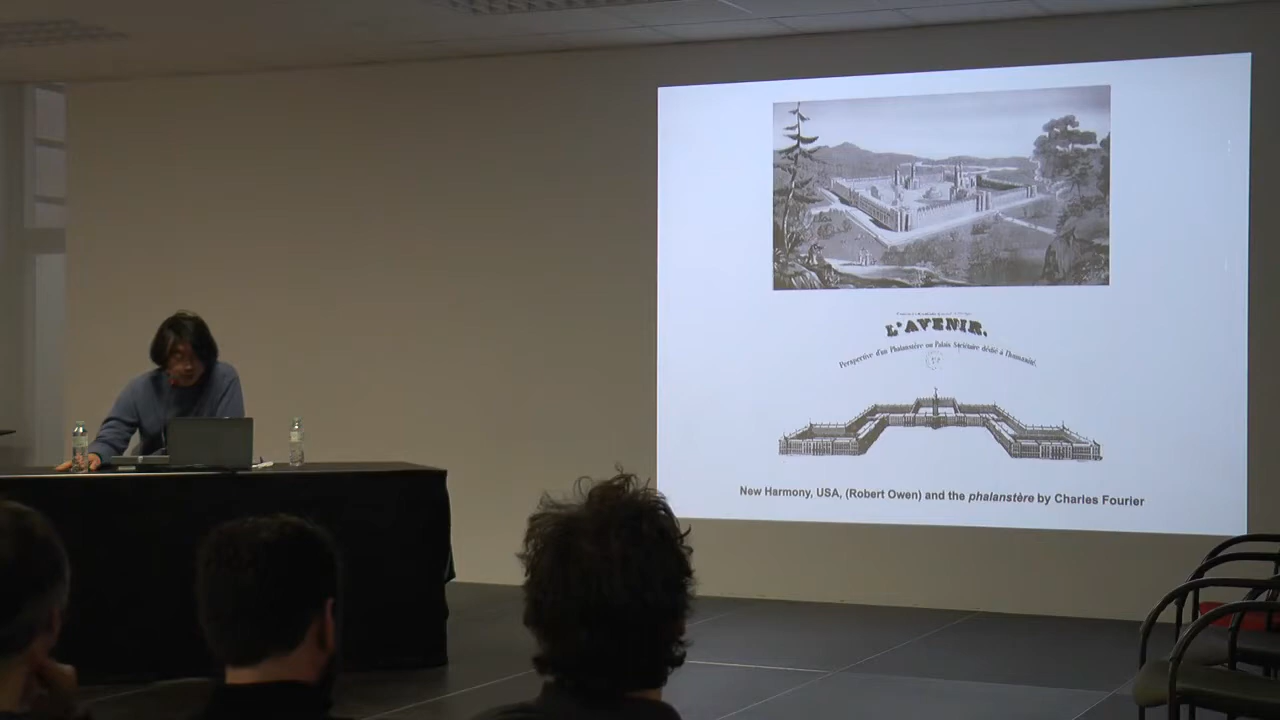 L'AVENIR.
Perspective d'un Phalanstère ou Palais Sociétaire dédié à l'humanité.
New Harmony, USA, (Robert Owen) and the phalanstère by Charles Fourier